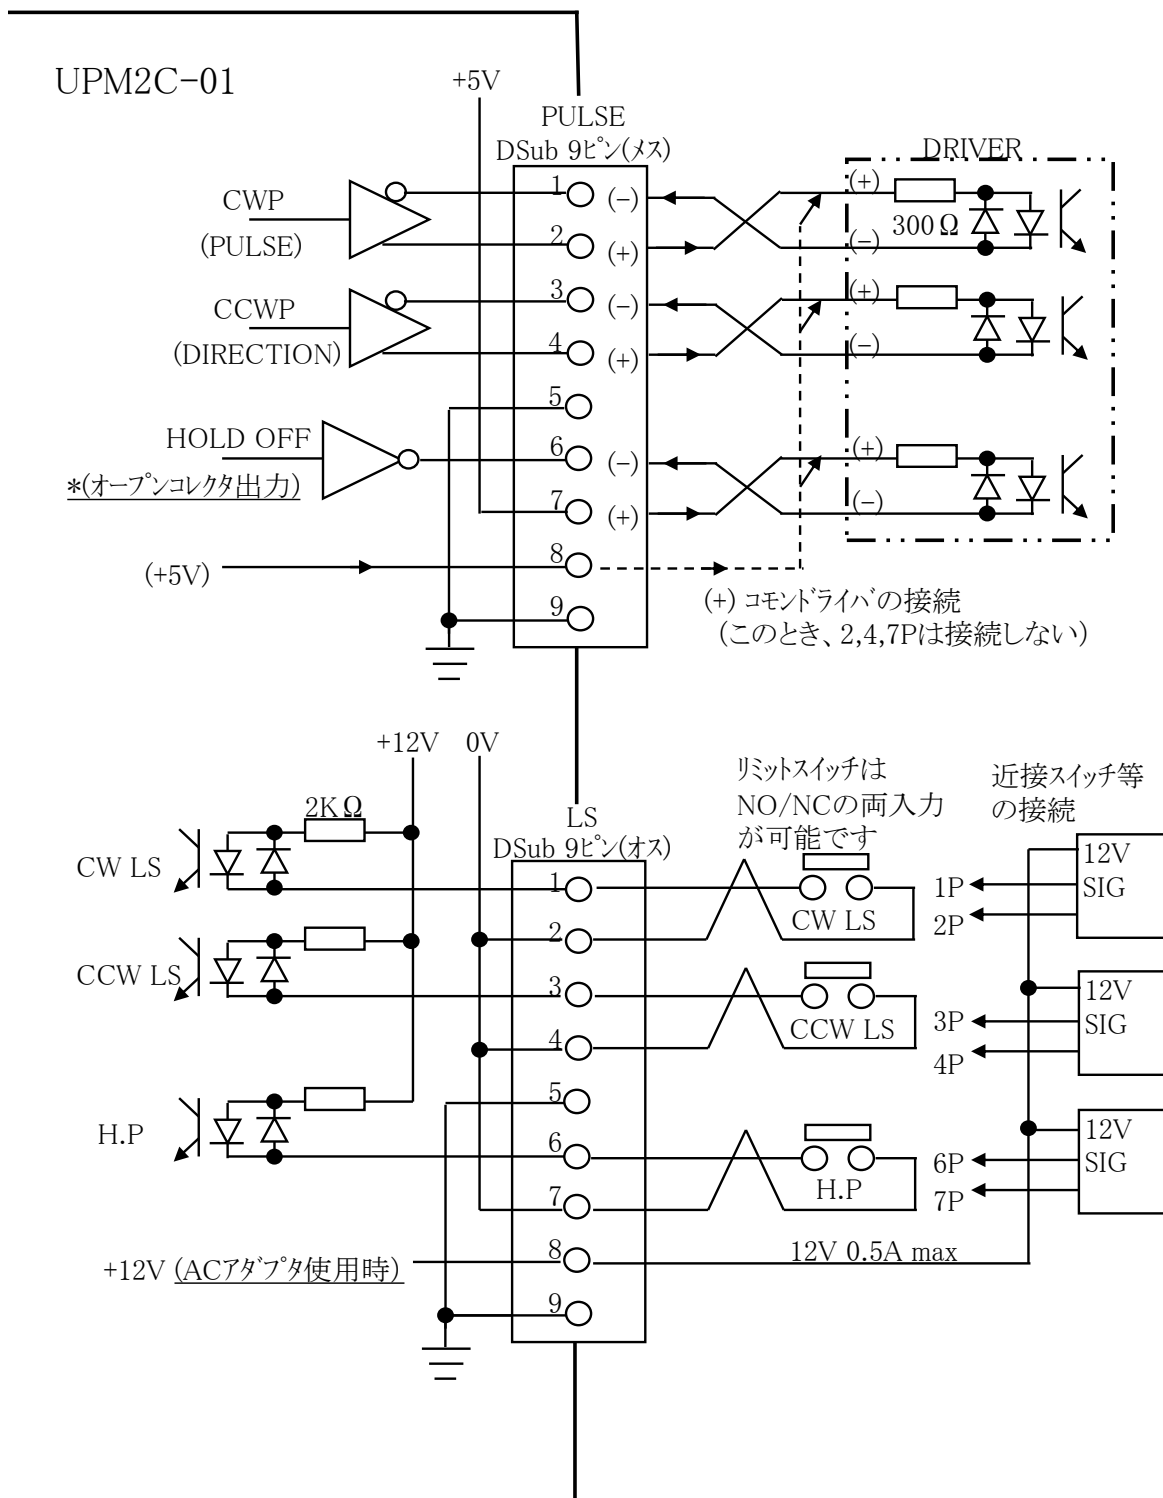 UPM2C-01
+5V
PULSE
DSub 9ピン(メス)
DRIVER
CWP
(PULSE)
1
(-)
(+)
300Ω
2
(+)
(-)
CCWP
(DIRECTION)
3
(-)
(+)
4
(+)
(-)
5
HOLD OFF
*(オープンコレクタ出力)
6
(-)
(+)
7
(+)
(-)
(+5V)
8
9
(+) コモンドライバの接続
(このとき、2,4,7Pは接続しない)
+12V 0V
リミットスイッチは
NO/NCの両入力
が可能です
近接スイッチ等
の接続
LS
DSub 9ピン(オス)
2KΩ
CW LS
1
2
CW LS
1P
2P
12V
SIG
CCW LS
3
4
CCW LS
3P
4P
12V
SIG
5
H.P
6
7
H.P
6P
7P
12V
SIG
+12V (ACアダプタ使用時)
8
12V 0.5A max
9